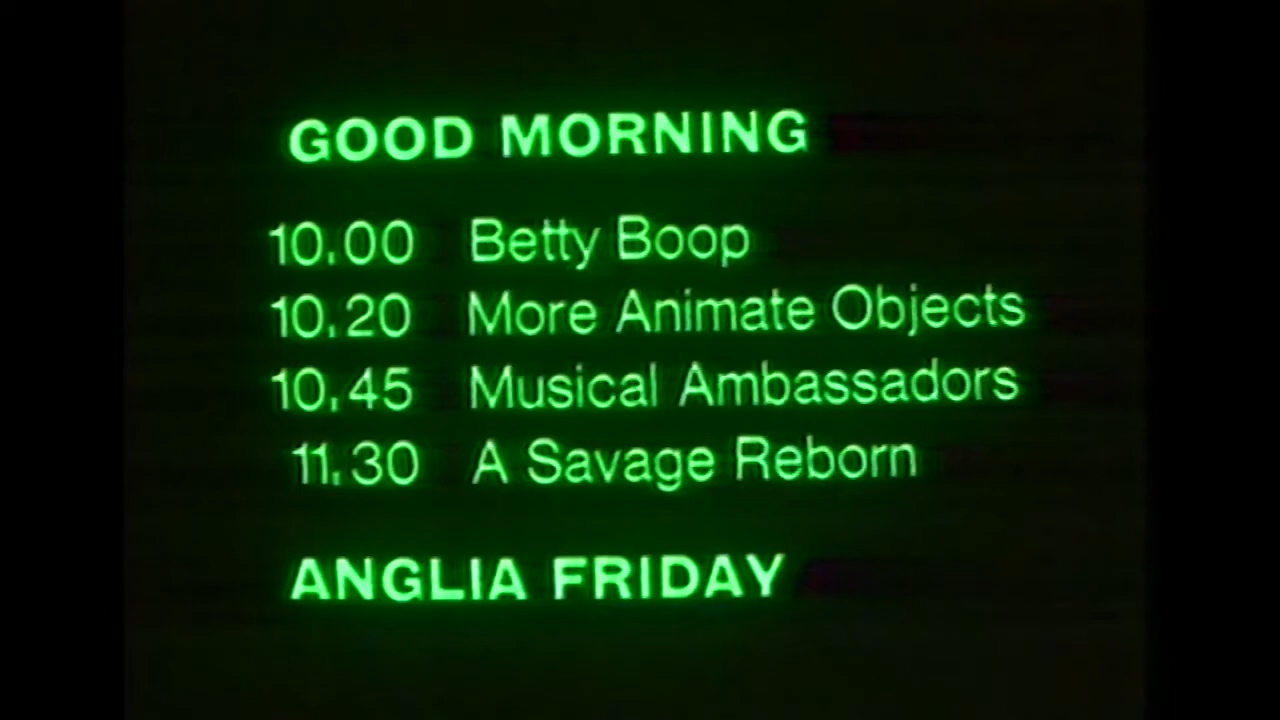 GOOD MORNING
10.00 Betty Boop
10.20 More Animate Objects
10.45 Musical Ambassadors
11.30 A Savage Reborn
ANGLIA FRIDAY